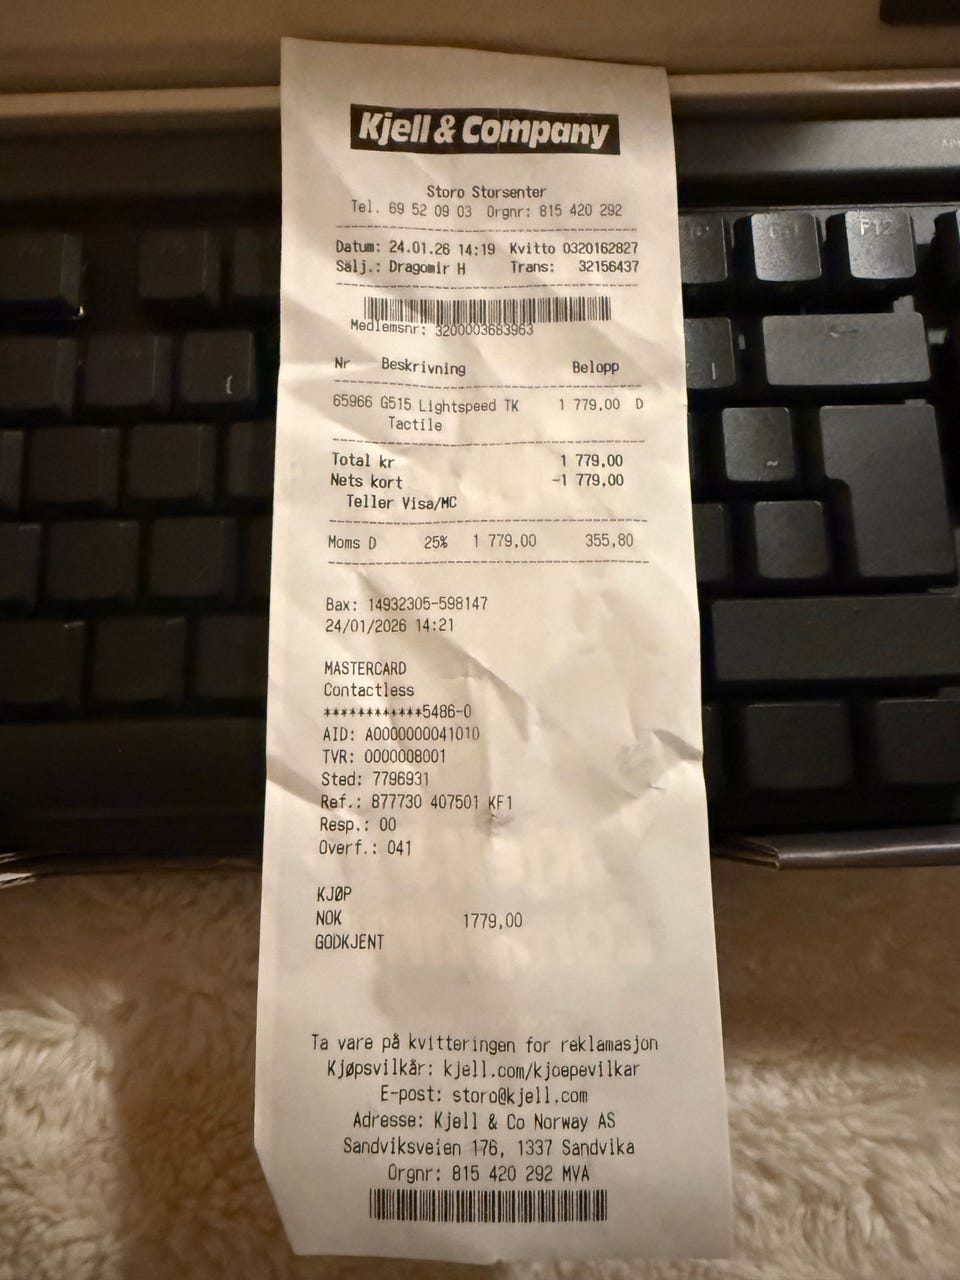 Kjell & Company
Storo Storsenter
Tel. 69 52 09 03 Orgnr: 815 420 292
Datum: 24.01.26 14:19 Kvitto 0320162827
Sälj.: Dragomir H Trans: 32156437
Medlemsnr: 3200003683963
Nr Beskrivning Belopp
65966 G515 Lightspeed TK 1 779,00 D
Tactile
Total kr 1 779,00
Nets kort -1 779,00
Teller Visa/MC
Moms D 25% 1 779,00 355,80
Bax: 14932305-598147
24/01/2026 14:21
MASTERCARD
Contactless
************5486-0
AID: A0000000041010
TVR: 0000008001
Sted: 7796931
Ref.: 877730 407501 KF1
Resp.: 00
Overf.: 041
KJØP
NOK 1779,00
GODKJENT
Ta vare på kvitteringen for reklamasjon
Kjøpsvilkår: kjell.com/kjoepevilkar
E-post: storo@kjell.com
Adresse: Kjell & Co Norway AS
Sandviksveien 176, 1337 Sandvika
Orgnr: 815 420 292 MVA
F12